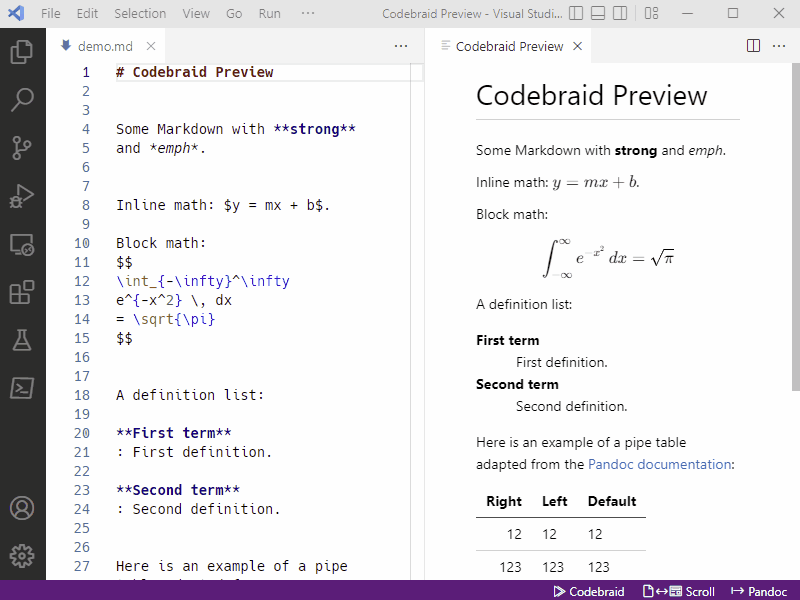 File Edit Selection View Go Run ··· Codebraid Preview - Visual Studi...
demo.md
Codebraid Preview
1 # Codebraid Preview
2
3
4 Some Markdown with **strong**
5 and *emph*.
6
7
8 Inline math: $y = mx + b$.
9
10 Block math:
11 $$
12 \int_{-\infty}^\infty
13 e^{-x^2} \, dx
14 = \sqrt{\pi}
15 $$
16
17
18 A definition list:
19
20 **First term**
21 : First definition.
22
23 **Second term**
24 : Second definition.
25
26
27 Here is an example of a pipe
Codebraid Preview
Some Markdown with strong and emph.
Inline math: y = mx + b.
Block math:
∫_{-∞}^{∞} e^{-x^2} dx = √π
A definition list:
First term
First definition.
Second term
Second definition.
Here is an example of a pipe table
adapted from the Pandoc documentation:
Right Left Default
12 12 12
123 123 123
Codebraid Scroll Pandoc